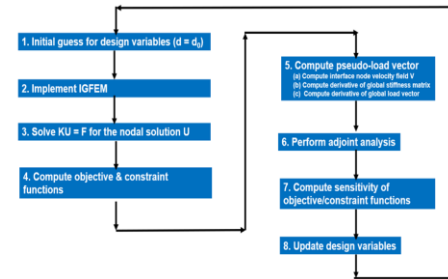 1. Initial guess for design variables (d = d₀)
2. Implement IGFEM
3. Solve KU = F for the nodal solution U
4. Compute objective & constraint
functions
5. Compute pseudo-load vector
(a) Compute interface node velocity field V
(b) Compute derivative of global stiffness matrix
(c) Compute derivative of global load vector
6. Perform adjoint analysis
7. Compute sensitivity of
objective/constraint functions
8. Update design variables